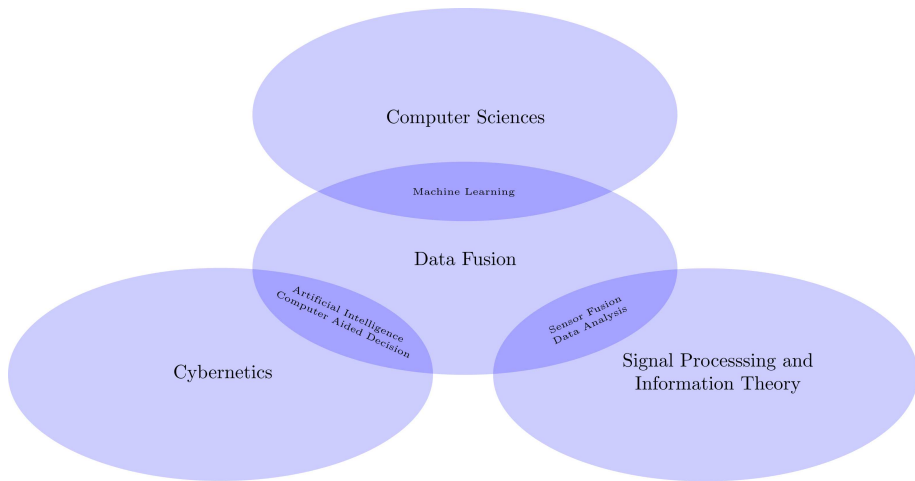 Computer Sciences
Machine Learning
Data Fusion
Artificial Intelligence
Computer Aided Decision
Sensor Fusion
Data Analysis
Cybernetics
Signal Processsing and
Information Theory